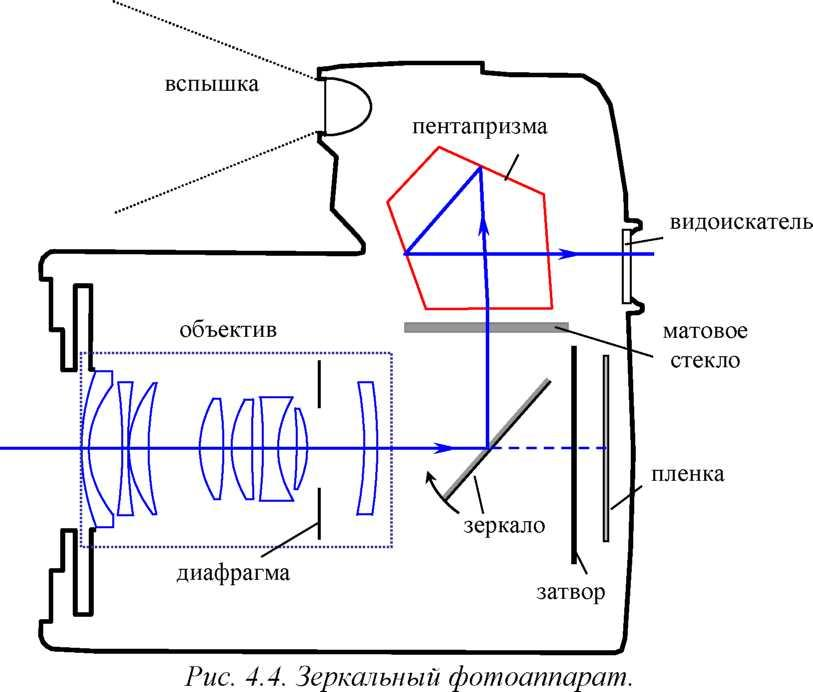 вспышка
пентапризма
видоискатель
объектив
матовое
стекло
пленка
зеркало
диафрагма
затвор
Рис. 4.4. Зеркальный фотоаппарат.